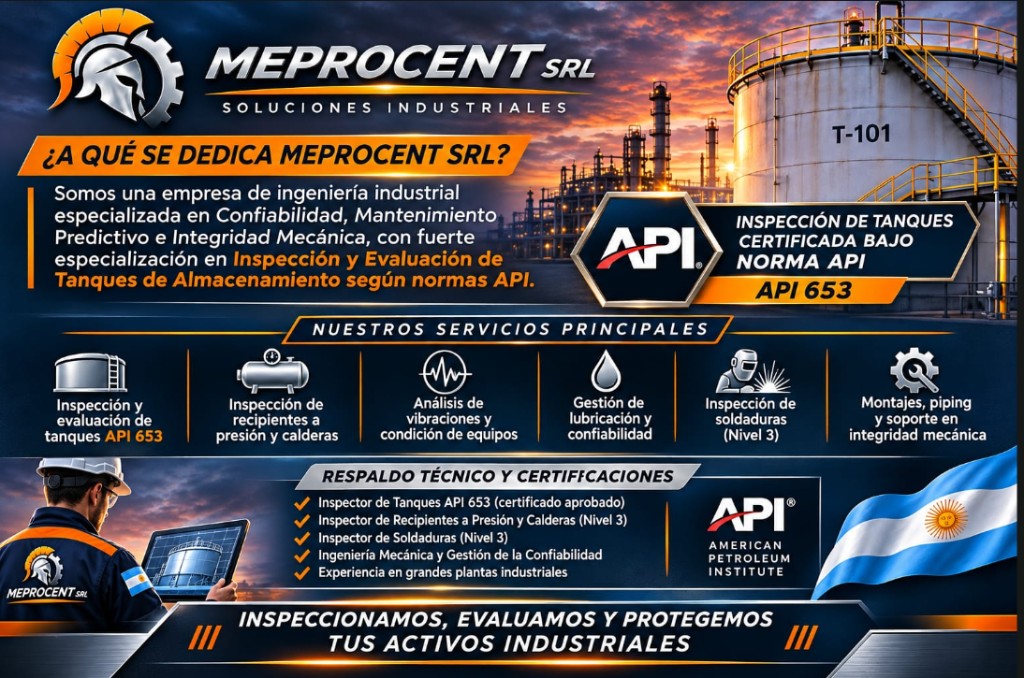 MEPROCENT SRL
SOLUCIONES INDUSTRIALES
¿A QUÉ SE DEDICA MEPROCENT SRL?
Somos una empresa de ingeniería industrial
especializada en Confiabilidad, Mantenimiento
Predictivo e Integridad Mecánica, con fuerte
especialización en Inspección y Evaluación de
Tanques de Almacenamiento según normas API.
T-101
API®
INSPECCIÓN DE TANQUES
CERTIFICADA BAJO
NORMA API
API 653
NUESTROS SERVICIOS PRINCIPALES
Inspección y
evaluación de
tanques API 653
Inspección de
recipientes a
presión y calderas
Análisis de
vibraciones y
condición de equipos
Gestión de
lubricación y
confiabilidad
Inspección de
soldaduras
(Nivel 3)
Montajes, piping
y soporte en
integridad mecánica
RESPALDO TÉCNICO Y CERTIFFCACIONES
Inspector de Tanques API 653 (certificado aprobado)
Inspector de Recipientes a Presión y Calderas (Nivel 3)
Inspector de Soldaduras (Nivel 3)
Ingeniería Mecánica y Gestión de la Confiabilidad
Experiencia en grandes plantas industriales
API®
AMERICAN
PETROLEUM
INSTITUTE
MEPROCENT SRL
INSPECCIONAMOS, EVALUAMOS Y PROTEGEMOS
TUS ACTIVOS INDUSTRIALES